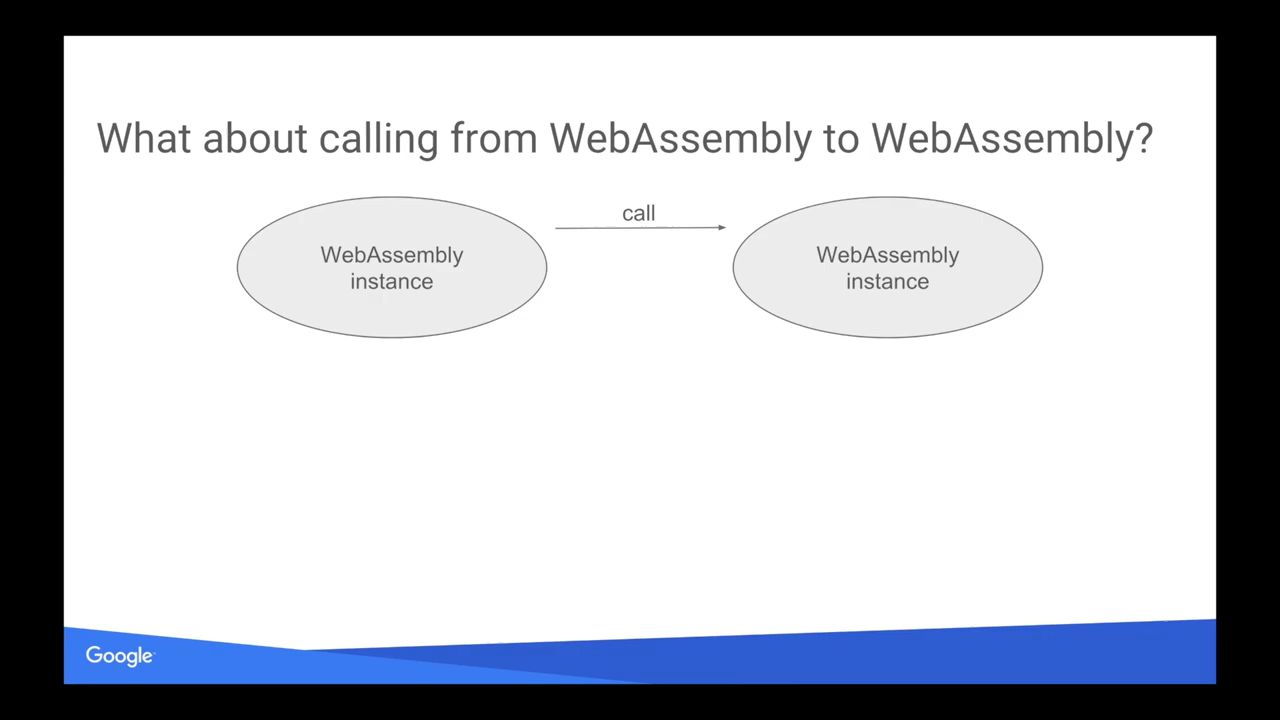 What about calling from WebAssembly to WebAssembly?
call
WebAssembly
instance
WebAssembly
instance
Google